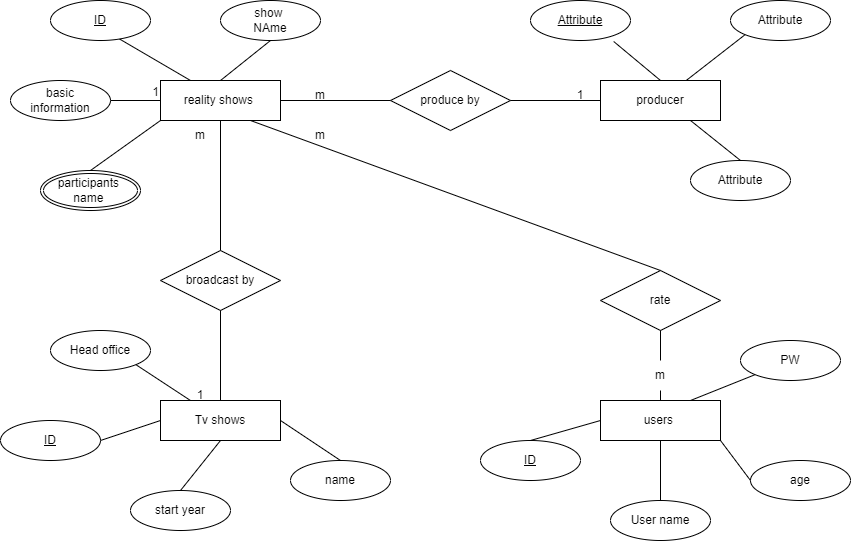 ID
show
NAme
Attribute
Attribute
basic
information
1
reality shows
m
produce by
1
producer
m
m
participants
name
Attribute
broadcast by
rate
Head office
PW
m
1
Tv shows
users
ID
ID
name
age
start year
User name